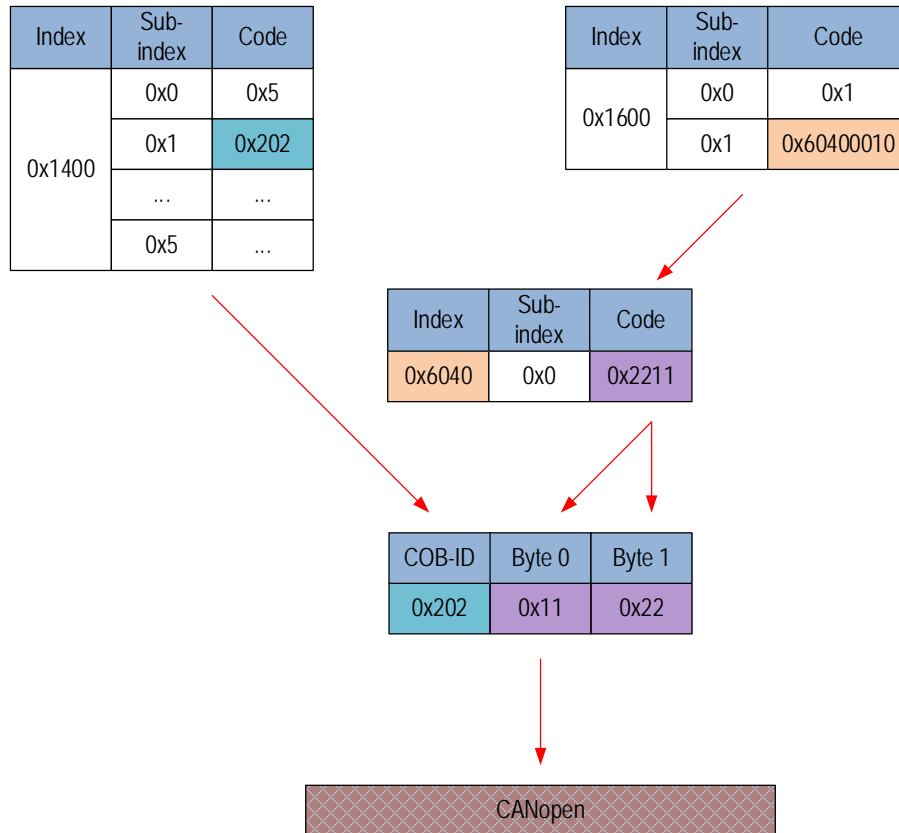 Index Sub-index Code
0x1400 0x0 0x5
0x1 0x202
... ...
0x5 ...
Index Sub-index Code
0x1600 0x0 0x1
0x1 0x60400010
Index Sub-index Code
0x6040 0x0 0x2211
COB-ID Byte 0 Byte 1
0x202 0x11 0x22
CANopen